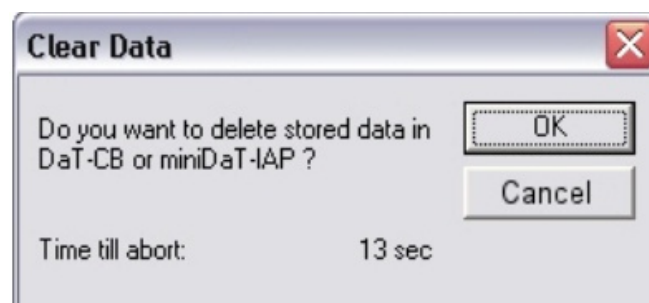 Clear Data
Do you want to delete stored data in
DaT-CB or miniDaT-IAP ?
OK
Cancel
Time till abort: 13 sec